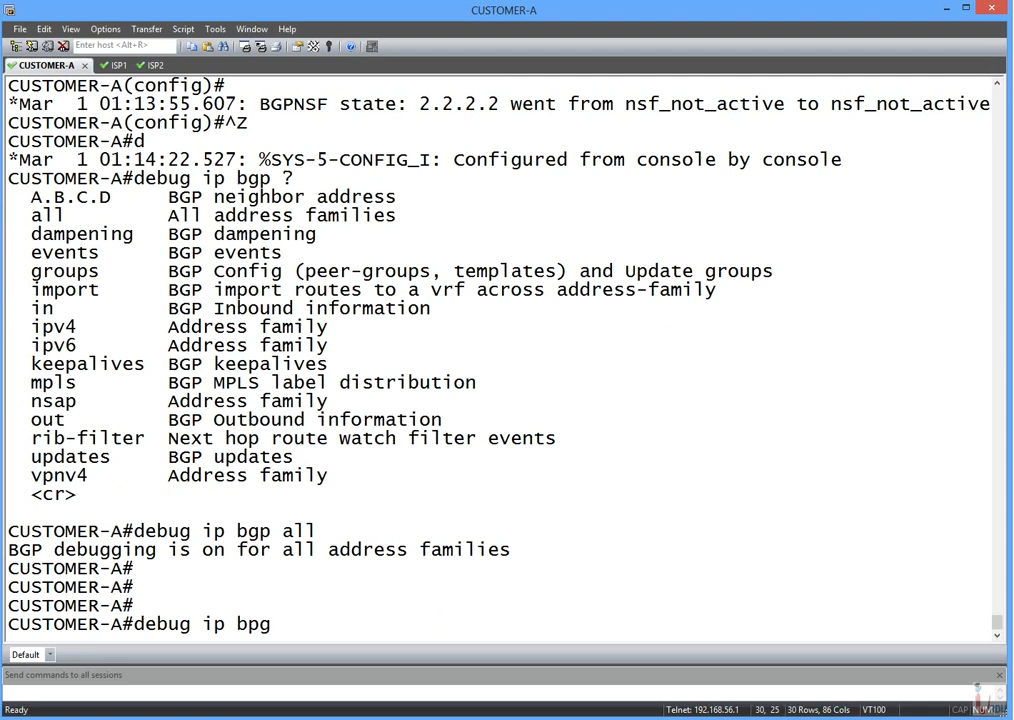 CUSTOMER-A
File Edit View Options Transfer Script Tools Window Help
Enter host <Alt+R>
CUSTOMER-A ISP1 ISP2
CUSTOMER-A(config)#
*Mar  1 01:13:55.607: BGPNSF state: 2.2.2.2 went from nsf_not_active to nsf_not_active
CUSTOMER-A(config)#^Z
CUSTOMER-A#d
*Mar  1 01:14:22.527: %SYS-5-CONFIG_I: Configured from console by console
CUSTOMER-A#debug ip bgp ?
  A.B.C.D     BGP neighbor address
  all         All address families
  dampening   BGP dampening
  events      BGP events
  groups      BGP Config (peer-groups, templates) and Update groups
  import      BGP import routes to a vrf across address-family
  in          BGP Inbound information
  ipv4        Address family
  ipv6        Address family
  keepalives  BGP keepalives
  mpls        BGP MPLS label distribution
  nsap        Address family
  out         BGP Outbound information
  rib-filter  Next hop route watch filter events
  updates     BGP updates
  vpnv4       Address family
  <cr>
CUSTOMER-A#debug ip bgp all
BGP debugging is on for all address families
CUSTOMER-A#
CUSTOMER-A#
CUSTOMER-A#
CUSTOMER-A#debug ip bpg
Default
Send commands to all sessions
Ready Telnet: 192.168.56.1 30, 25 30 Rows, 86 Cols VT100 CAP NUM